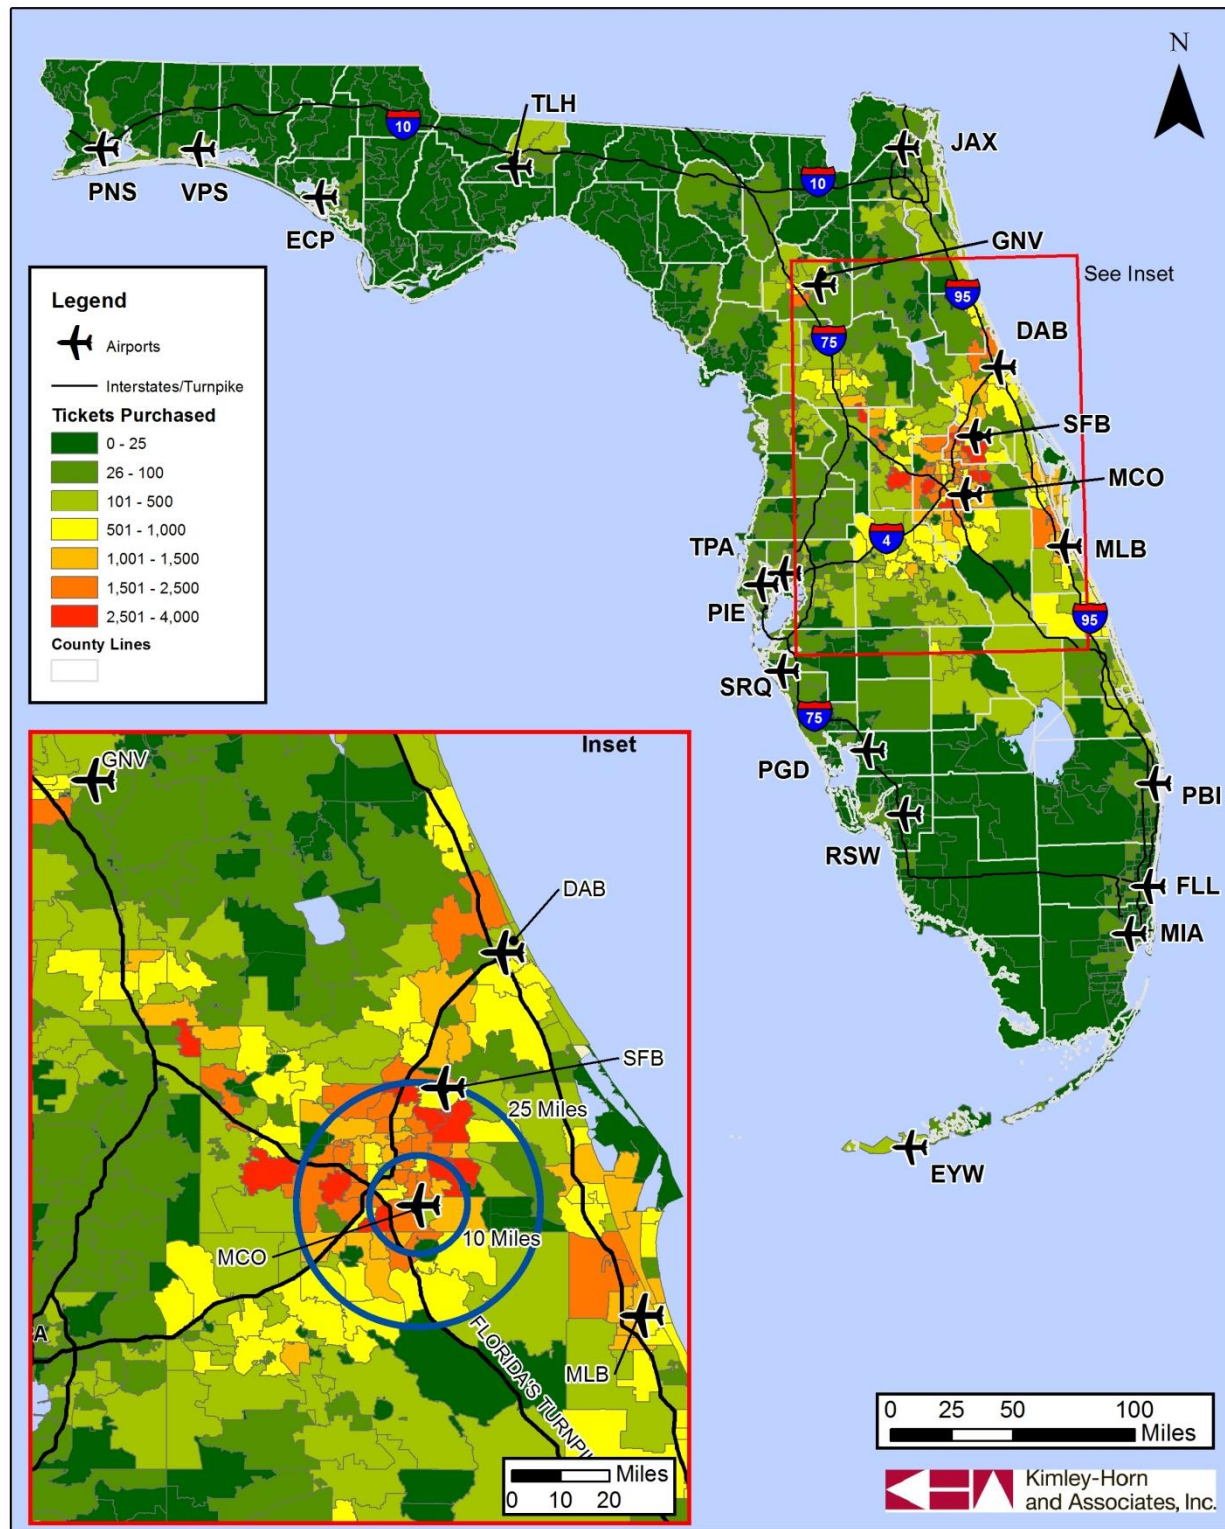 N
TLH
JAX
10
10
PNS
VPS
ECP
GNV
See Inset
Legend
Airports
Interstates/Turnpike
Tickets Purchased
0 - 25
26 - 100
101 - 500
501 - 1,000
1,001 - 1,500
1,501 - 2,500
2,501 - 4,000
County Lines
95
75
DAB
SFB
MCO
4
TPA
MLB
PIE
95
SRQ
75
PGD
PBI
RSW
FLL
MIA
EYW
Inset
GNV
DAB
SFB
25 Miles
10 Miles
MCO
A
MLB
FLORIDA'S TURNPI
Miles
0 10 20
0 25 50 100
Miles
Kimley-Horn
and Associates, Inc.